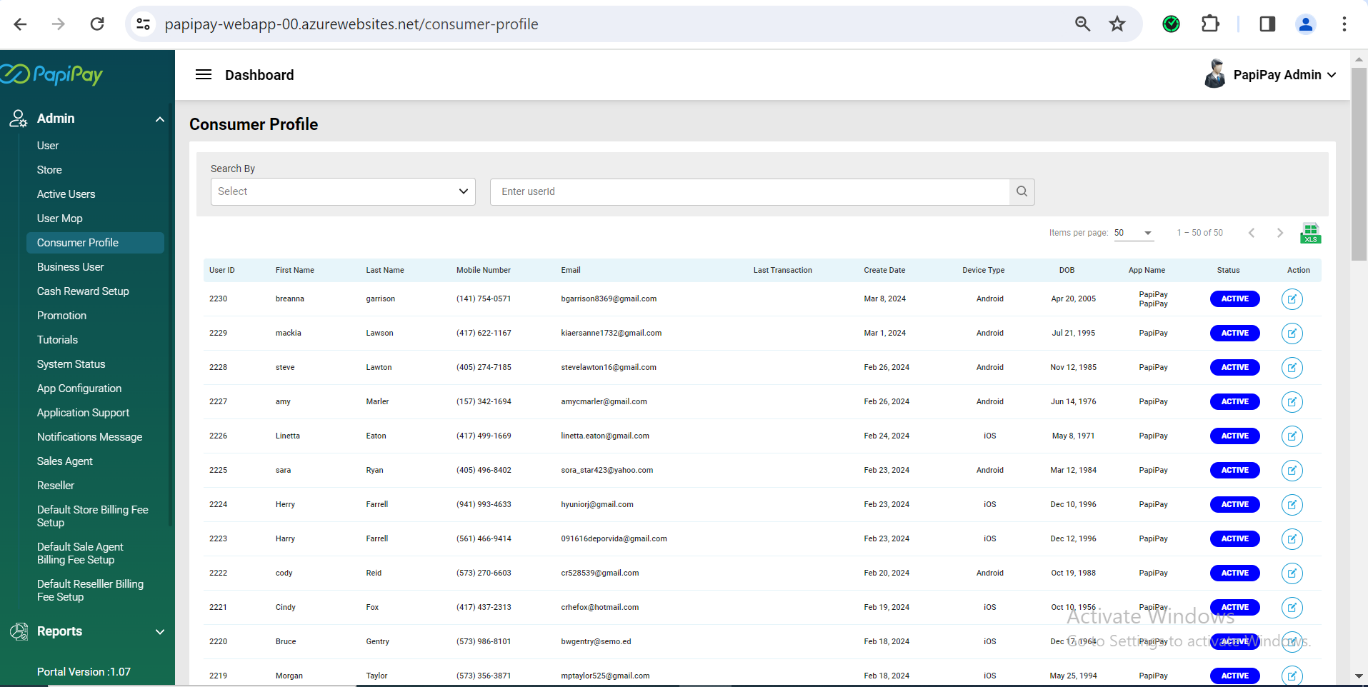 papipay-webapp-00.azurewebsites.net/consumer-profile
PapiPay
Dashboard
PapiPay Admin
Admin
User
Store
Active Users
User Mop
Consumer Profile
Business User
Cash Reward Setup
Promotion
Tutorials
System Status
App Configuration
Application Support
Notifications Message
Sales Agent
Reseller
Default Store Billing Fee
Setup
Default Sale Agent
Billing Fee Setup
Default Reselller Billing
Fee Setup
Reports
Portal Version :1.07
Consumer Profile
Search By
Select
Enter userId
Items per page: 50 1 – 50 of 50
XLS
User ID First Name Last Name Mobile Number Email Last Transaction Create Date Device Type DOB App Name Status Action
2230 breanna garrison (141) 754-0571 bgarrison8369@gmail.com Mar 8, 2024 Android Apr 20, 2005 PapiPay PapiPay ACTIVE
2229 mackia Lawson (417) 622-1167 kiaersanne1732@gmail.com Mar 1, 2024 Android Jul 21, 1995 PapiPay ACTIVE
2228 steve Lawton (405) 274-7185 stevelawton16@gmail.com Feb 26, 2024 Android Nov 12, 1985 PapiPay ACTIVE
2227 amy Marler (157) 342-1694 amycmarler@gmail.com Feb 26, 2024 Android Jun 14, 1976 PapiPay ACTIVE
2226 Linetta Eaton (417) 499-1669 linetta.eaton@gmail.com Feb 24, 2024 iOS May 8, 1971 PapiPay ACTIVE
2225 sara Ryan (405) 496-8402 sora_star423@yahoo.com Feb 23, 2024 Android Mar 12, 1984 PapiPay ACTIVE
2224 Herry Farrell (941) 993-4633 hyuniorj@gmail.com Feb 23, 2024 iOS Dec 10, 1996 PapiPay ACTIVE
2223 Harry Farrell (561) 466-9414 091616deporvida@gmail.com Feb 23, 2024 iOS Dec 12, 1996 PapiPay ACTIVE
2222 cody Reid (573) 270-6603 cr528539@gmail.com Feb 20, 2024 Android Oct 19, 1988 PapiPay ACTIVE
2221 Cindy Fox (417) 437-2313 crhefox@hotmail.com Feb 19, 2024 iOS Oct 10, 1956 PapiPay ACTIVE
2220 Bruce Gentry (573) 986-8101 bwgentry@semo.ed Feb 18, 2024 iOS Dec 17, 1964 PapiPay ACTIVE
2219 Morgan Taylor (573) 356-3871 mptaylor525@gmail.com Feb 18, 2024 iOS May 25, 1994 PapiPay ACTIVE
Activate Windows
Go to Settings to activate Windows.